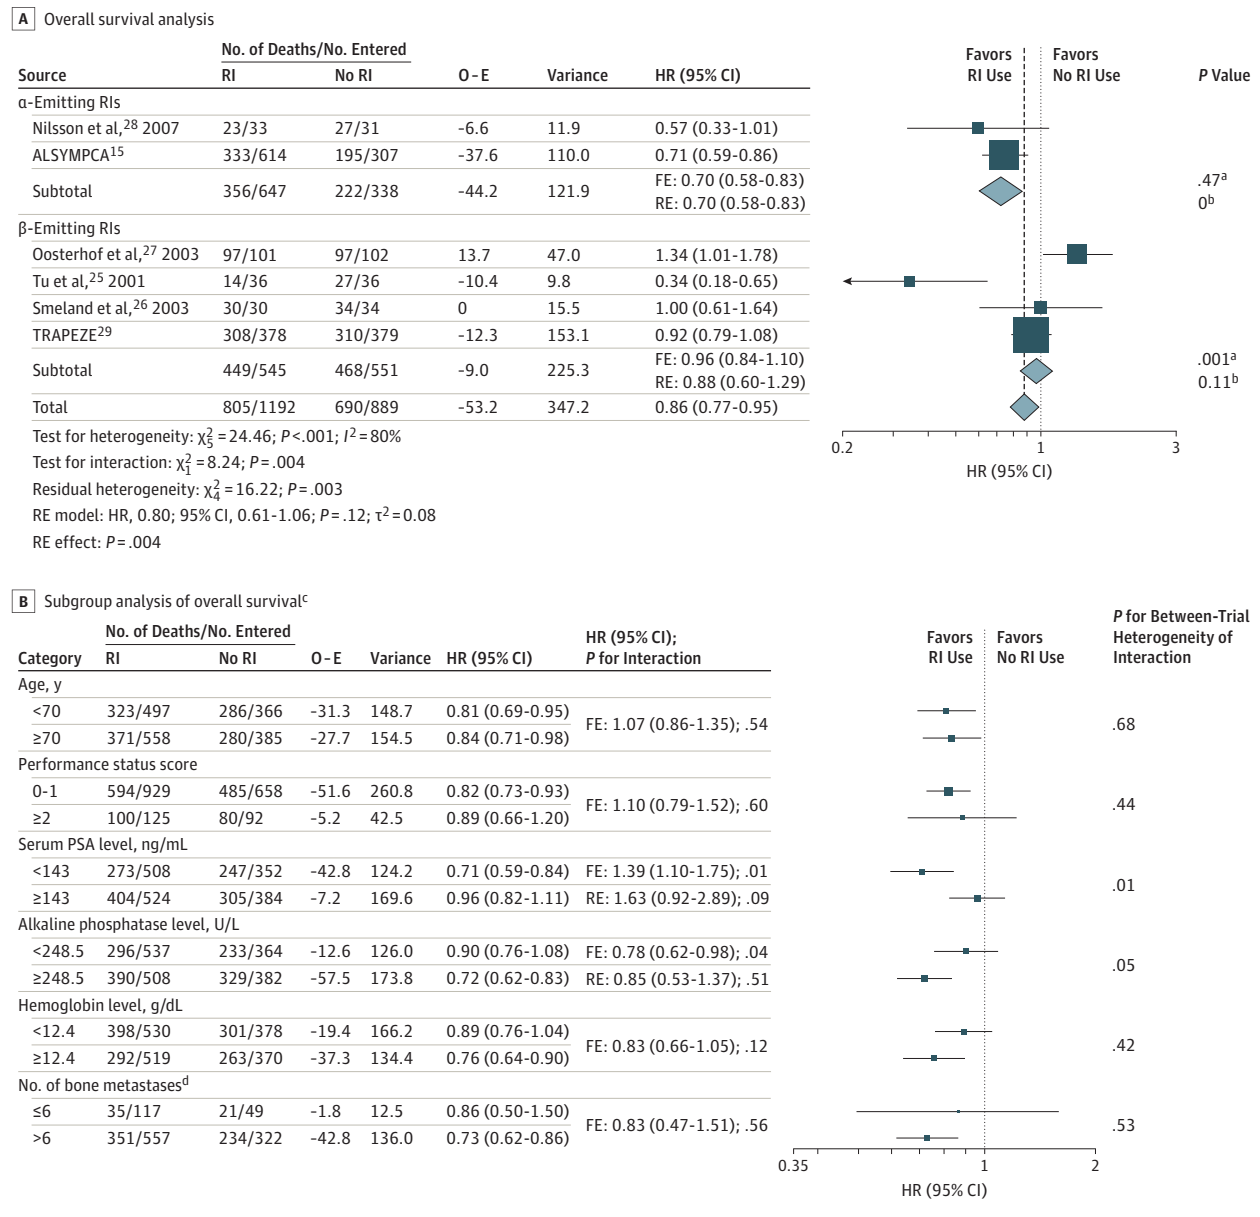 A Overall survival analysis
No. of Deaths/No. Entered
Source RI No RI O – E Variance HR (95% CI) Favors RI Use Favors No RI Use P Value
α-Emitting RIs
Nilsson et al,28 2007 23/33 27/31 -6.6 11.9 0.57 (0.33-1.01)
ALSYMPCA15 333/614 195/307 -37.6 110.0 0.71 (0.59-0.86)
Subtotal 356/647 222/338 -44.2 121.9 FE: 0.70 (0.58-0.83) .47a
RE: 0.70 (0.58-0.83) 0b
β-Emitting RIs
Oosterhof et al,27 2003 97/101 97/102 13.7 47.0 1.34 (1.01-1.78)
Tu et al,25 2001 14/36 27/36 -10.4 9.8 0.34 (0.18-0.65)
Smeland et al,26 2003 30/30 34/34 0 15.5 1.00 (0.61-1.64)
TRAPEZE29 308/378 310/379 -12.3 153.1 0.92 (0.79-1.08)
Subtotal 449/545 468/551 -9.0 225.3 FE: 0.96 (0.84-1.10) .001a
RE: 0.88 (0.60-1.29) 0.11b
Total 805/1192 690/889 -53.2 347.2 0.86 (0.77-0.95)
Test for heterogeneity: χ²₅ = 24.46; P<.001; I² = 80%
Test for interaction: χ²₁ = 8.24; P = .004
Residual heterogeneity: χ²₄ = 16.22; P = .003
RE model: HR, 0.80; 95% CI, 0.61-1.06; P = .12; τ² = 0.08
RE effect: P = .004
0.2 1 3
HR (95% CI)
B Subgroup analysis of overall survivalc
No. of Deaths/No. Entered
Category RI No RI O – E Variance HR (95% CI) HR (95% CI); P for Interaction Favors RI Use Favors No RI Use P for Between-Trial Heterogeneity of Interaction
Age, y
<70 323/497 286/366 -31.3 148.7 0.81 (0.69-0.95) FE: 1.07 (0.86-1.35); .54 .68
≥70 371/558 280/385 -27.7 154.5 0.84 (0.71-0.98)
Performance status score
0-1 594/929 485/658 -51.6 260.8 0.82 (0.73-0.93) FE: 1.10 (0.79-1.52); .60 .44
≥2 100/125 80/92 -5.2 42.5 0.89 (0.66-1.20)
Serum PSA level, ng/mL
<143 273/508 247/352 -42.8 124.2 0.71 (0.59-0.84) FE: 1.39 (1.10-1.75); .01 .01
≥143 404/524 305/384 -7.2 169.6 0.96 (0.82-1.11) RE: 1.63 (0.92-2.89); .09
Alkaline phosphatase level, U/L
<248.5 296/537 233/364 -12.6 126.0 0.90 (0.76-1.08) FE: 0.78 (0.62-0.98); .04 .05
≥248.5 390/508 329/382 -57.5 173.8 0.72 (0.62-0.83) RE: 0.85 (0.53-1.37); .51
Hemoglobin level, g/dL
<12.4 398/530 301/378 -19.4 166.2 0.89 (0.76-1.04) FE: 0.83 (0.66-1.05); .12 .42
≥12.4 292/519 263/370 -37.3 134.4 0.76 (0.64-0.90)
No. of bone metastasesd
≤6 35/117 21/49 -1.8 12.5 0.86 (0.50-1.50) FE: 0.83 (0.47-1.51); .56 .53
>6 351/557 234/322 -42.8 136.0 0.73 (0.62-0.86)
0.35 1 2
HR (95% CI)